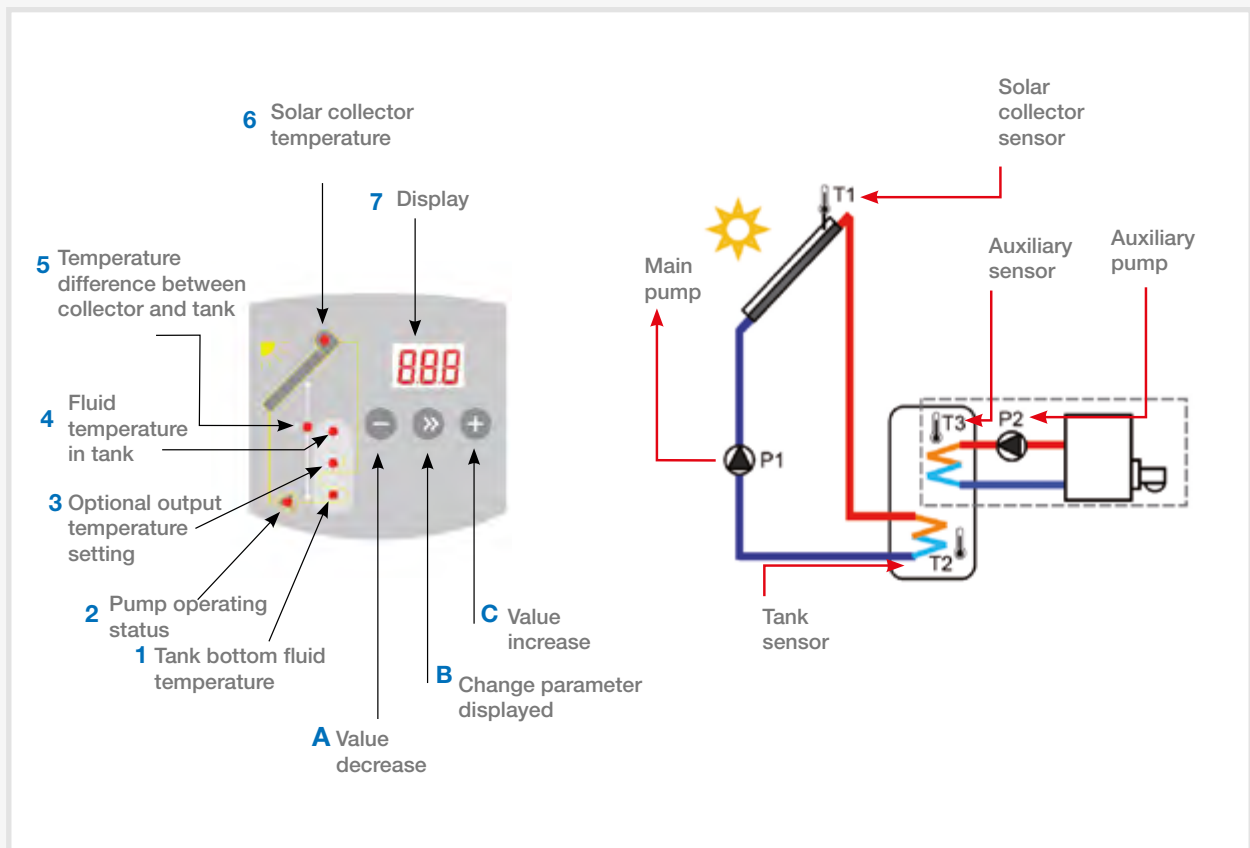 6 Solar collector
temperature
7 Display
5 Temperature
difference between
collector and tank
888
4 Fluid
temperature
in tank
3 Optional output
temperature
setting
2 Pump operating
status
1 Tank bottom fluid
temperature
A Value
decrease
B Change parameter
displayed
C Value
increase
Solar
collector
sensor
T1
Auxiliary
sensor
Auxiliary
pump
Main
pump
T3
P2
P1
T2
Tank
sensor